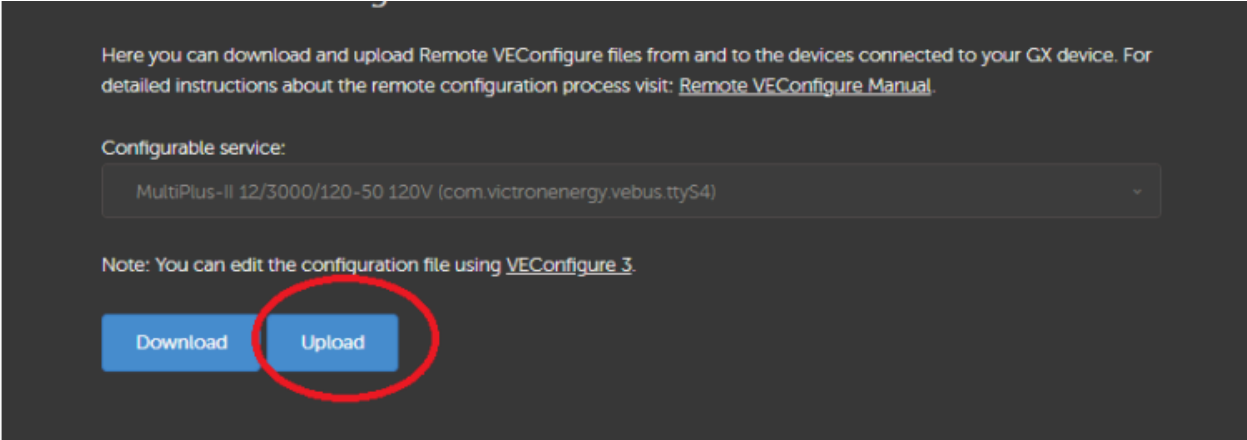 Here you can download and upload Remote VEConfigure files from and to the devices connected to your GX device. For
detailed instructions about the remote configuration process visit: Remote VEConfigure Manual.
Configurable service:
MultiPlus-II 12/3000/120-50 120V (com.victronenergy.vebus.ttyS4)
Note: You can edit the configuration file using VEConfigure 3.
Download Upload